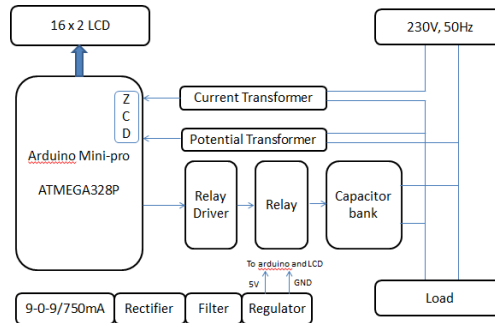 16 x 2 LCD
230V, 50Hz
Z
C
D
Current Transformer
Potential Transformer
Arduino Mini-pro
ATMEGA328P
Relay
Driver
Relay
Capacitor
bank
To arduino and LCD
5V
GND
9-0-9/750mA
Rectifier
Filter
Regulator
Load